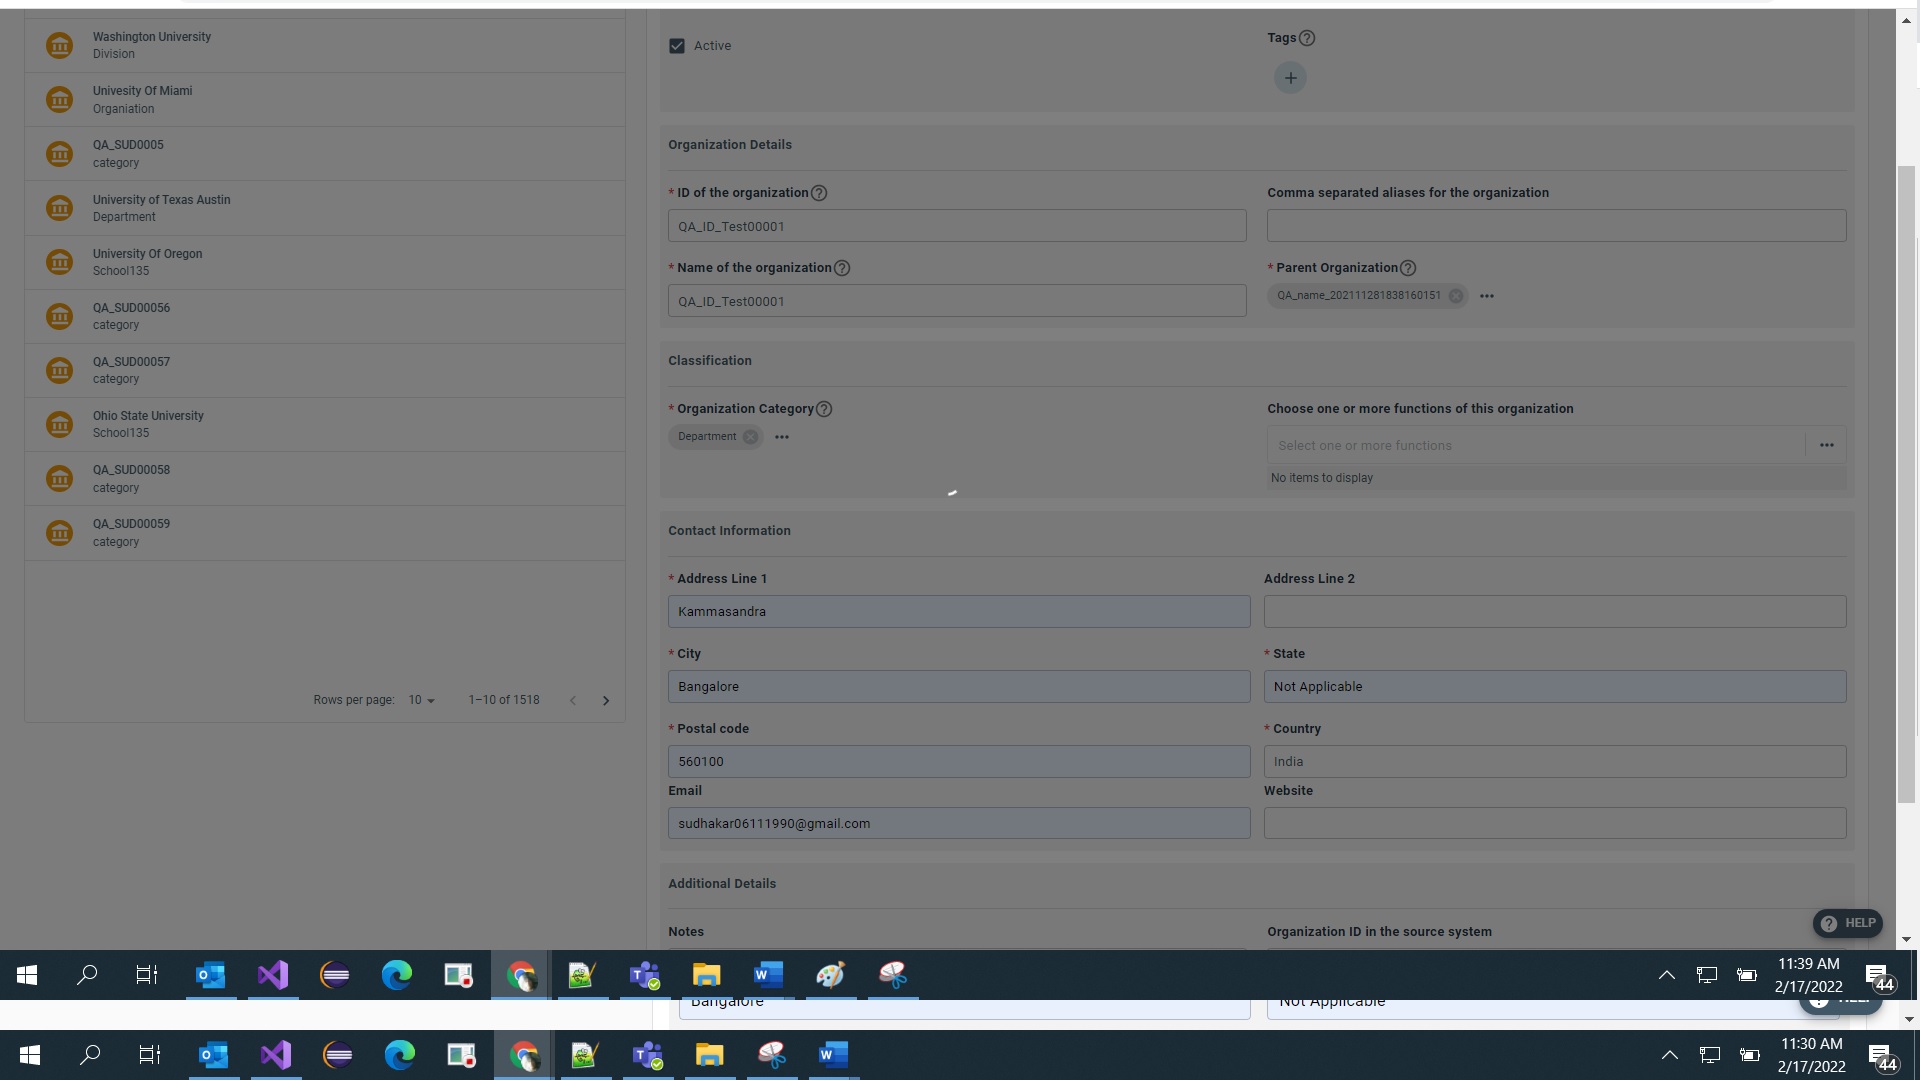 Washington University
Division
Univesity Of Miami
Organiation
QA_SUD0005
category
University of Texas Austin
Department
University Of Oregon
School135
QA_SUD00056
category
QA_SUD00057
category
Ohio State University
School135
QA_SUD00058
category
QA_SUD00059
category
Rows per page: 10 1–10 of 1518
Active
Tags
Organization Details
* ID of the organization
QA_ID_Test00001
Comma separated aliases for the organization
* Name of the organization
QA_ID_Test00001
* Parent Organization
QA_name_202111281838160151
Classification
* Organization Category
Department
Choose one or more functions of this organization
Select one or more functions
No items to display
Contact Information
* Address Line 1
Kammasandra
Address Line 2
* City
Bangalore
* State
Not Applicable
* Postal code
560100
* Country
India
Email
sudhakar06111990@gmail.com
Website
Additional Details
Notes
Organization ID in the source system
HELP
11:39 AM
2/17/2022
44
Bangalore
Not Applicable
HELP
11:30 AM
2/17/2022
44